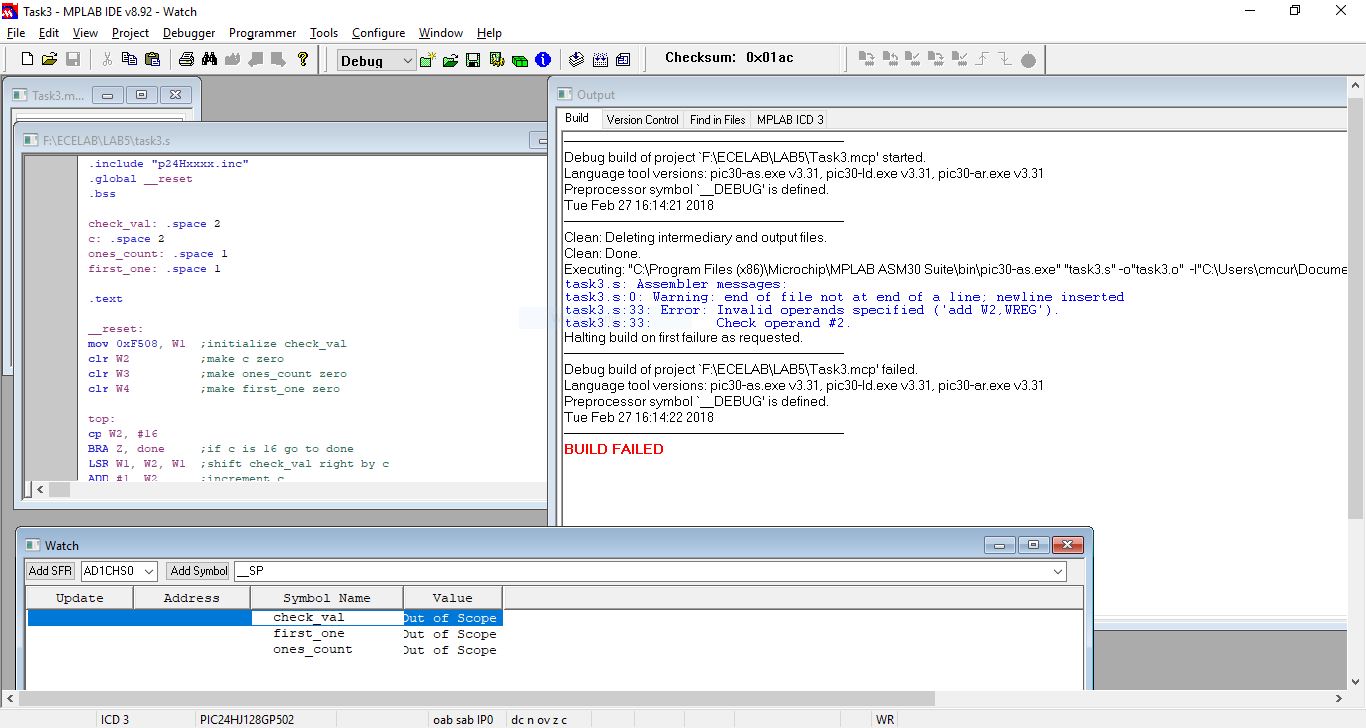 Task3 - MPLAB IDE v8.92 - Watch
File Edit View Project Debugger Programmer Tools Configure Window Help
Debug
Checksum: 0x01ac
Task3.m...
F:\ECELAB\LAB5\task3.s
.include "p24Hxxxx.inc"
.global __reset
.bss
check_val: .space 2
c: .space 2
ones_count: .space 1
first_one: .space 1
.text
__reset:
mov 0xF508, W1 ;initialize check_val
clr W2 ;make c zero
clr W3 ;make ones_count zero
clr W4 ;make first_one zero
top:
cp W2, #16
BRA Z, done ;if c is 16 go to done
LSR W1, W2, W1 ;shift check_val right by c
ADD #1, W2 ;increment c
Output
Build Version Control Find in Files MPLAB ICD 3
Debug build of project `F:\ECELAB\LAB5\Task3.mcp' started.
Language tool versions: pic30-as.exe v3.31, pic30-ld.exe v3.31, pic30-ar.exe v3.31
Preprocessor symbol `__DEBUG' is defined.
Tue Feb 27 16:14:21 2018
Clean: Deleting intermediary and output files.
Clean: Done.
Executing: "C:\Program Files (x86)\Microchip\MPLAB ASM30 Suite\bin\pic30-as.exe" "task3.s" -o"task3.o" -I"C:\Users\cmcur\Docume
task3.s: Assembler messages:
task3.s:0: Warning: end of file not at end of a line; newline inserted
task3.s:33: Error: Invalid operands specified ('add W2,WREG').
task3.s:33: Check operand #2.
Halting build on first failure as requested.
Debug build of project `F:\ECELAB\LAB5\Task3.mcp' failed.
Language tool versions: pic30-as.exe v3.31, pic30-ld.exe v3.31, pic30-ar.exe v3.31
Preprocessor symbol `__DEBUG' is defined.
Tue Feb 27 16:14:22 2018
BUILD FAILED
Watch
Add SFR AD1CHS0 Add Symbol __SP
Update Address Symbol Name Value
check_val Out of Scope
first_one Out of Scope
ones_count Out of Scope
ICD 3 PIC24HJ128GP502 oab sab IP0 dc n ov z c WR